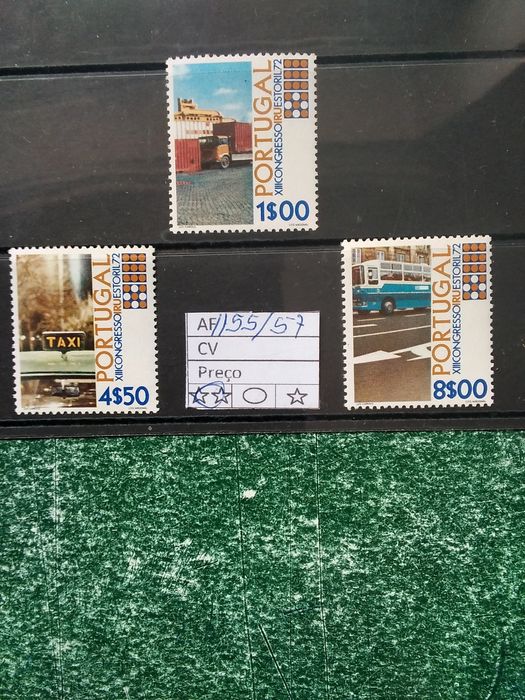 PORTUGAL
XIII CONGRESSO IRU ESTORIL 72
1$00
PORTUGAL
XIII CONGRESSO IRU ESTORIL 72
TAXI
4$50
AF 1155/57
CV
Preço
PORTUGAL
XIII CONGRESSO IRU ESTORIL 72
8$00